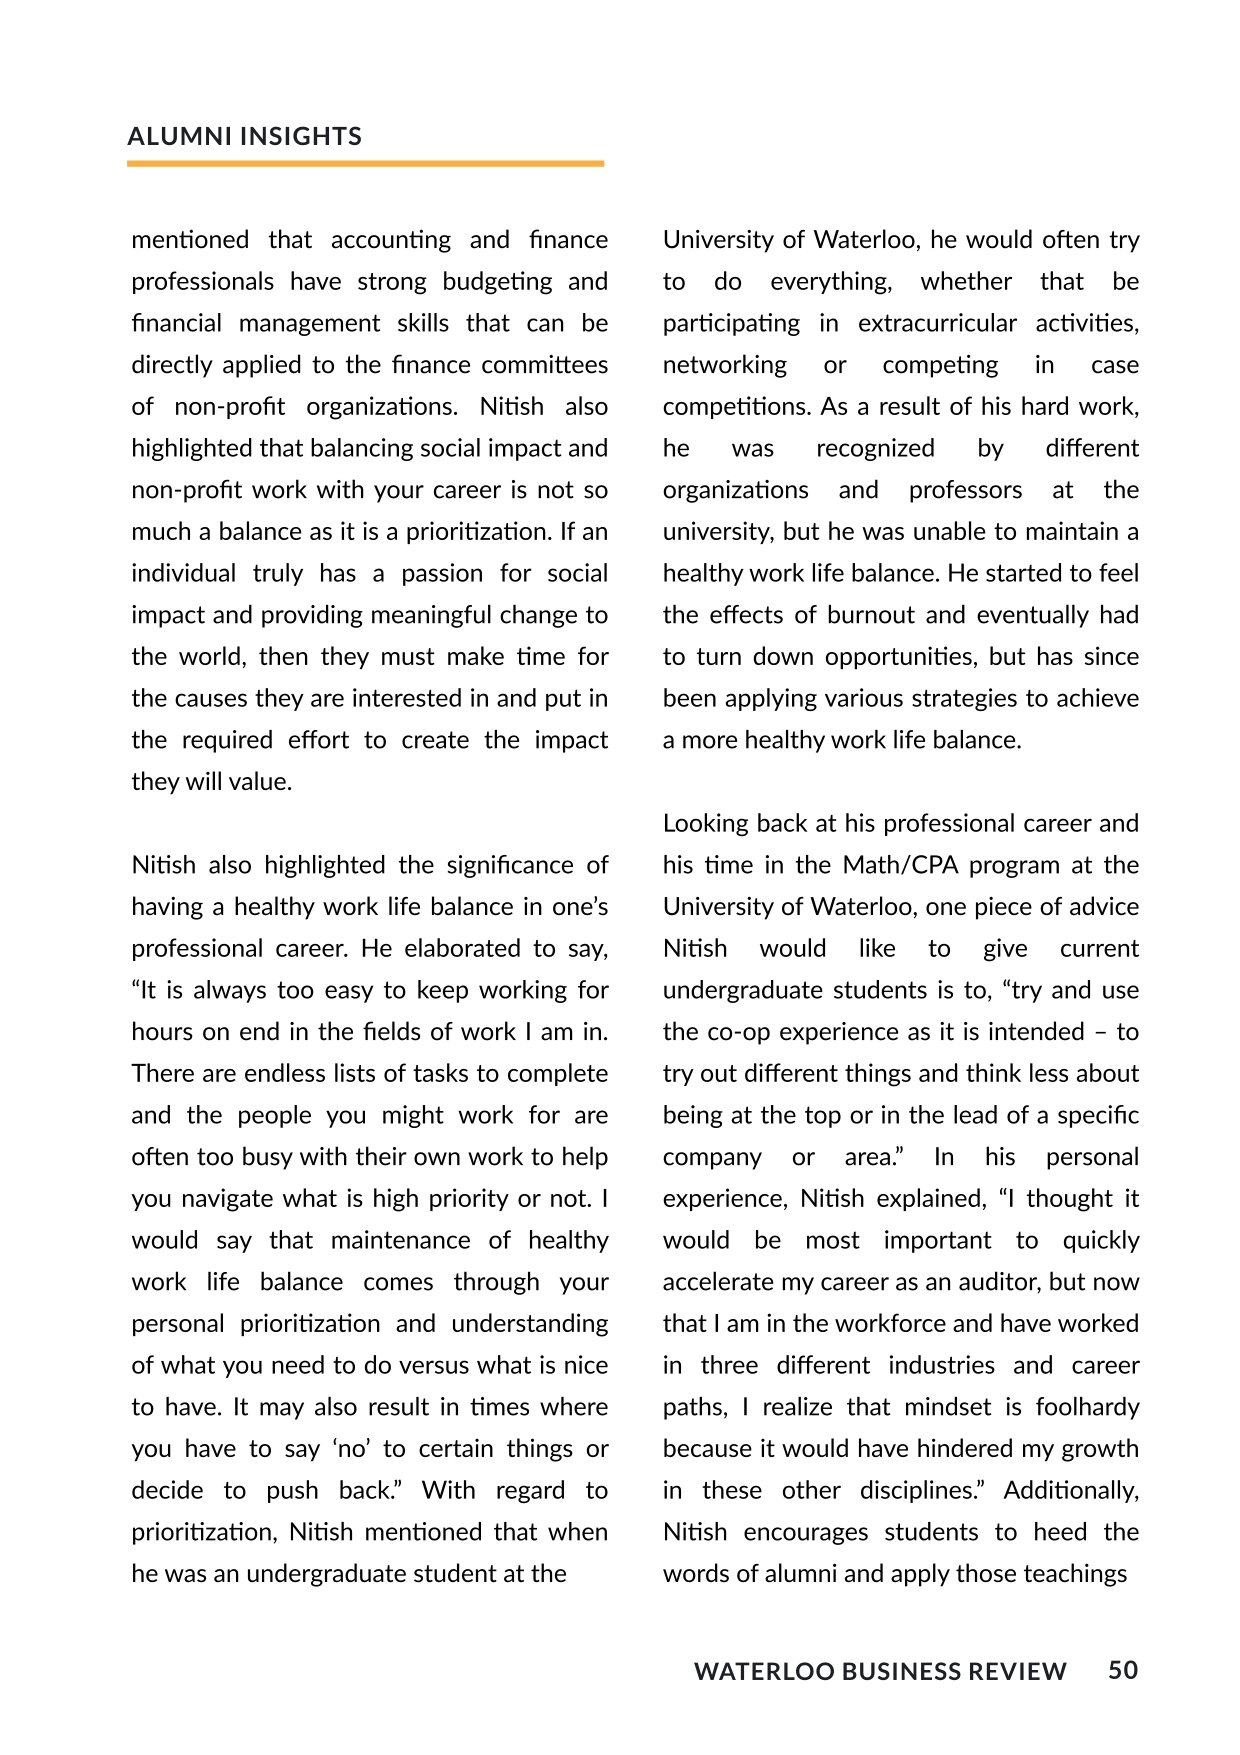 ALUMNI INSIGHTS
mentioned that accounting and finance
professionals have strong budgeting and
financial management skills that can be
directly applied to the finance committees
of non-profit organizations. Nitish also
highlighted that balancing social impact and
non-profit work with your career is not so
much a balance as it is a prioritization. If an
individual truly has a passion for social
impact and providing meaningful change to
the world, then they must make time for
the causes they are interested in and put in
the required effort to create the impact
they will value.
Nitish also highlighted the significance of
having a healthy work life balance in one’s
professional career. He elaborated to say,
“It is always too easy to keep working for
hours on end in the fields of work I am in.
There are endless lists of tasks to complete
and the people you might work for are
often too busy with their own work to help
you navigate what is high priority or not. I
would say that maintenance of healthy
work life balance comes through your
personal prioritization and understanding
of what you need to do versus what is nice
to have. It may also result in times where
you have to say ‘no’ to certain things or
decide to push back.” With regard to
prioritization, Nitish mentioned that when
he was an undergraduate student at the
University of Waterloo, he would often try
to do everything, whether that be
participating in extracurricular activities,
networking or competing in case
competitions. As a result of his hard work,
he was recognized by different
organizations and professors at the
university, but he was unable to maintain a
healthy work life balance. He started to feel
the effects of burnout and eventually had
to turn down opportunities, but has since
been applying various strategies to achieve
a more healthy work life balance.
Looking back at his professional career and
his time in the Math/CPA program at the
University of Waterloo, one piece of advice
Nitish would like to give current
undergraduate students is to, “try and use
the co-op experience as it is intended – to
try out different things and think less about
being at the top or in the lead of a specific
company or area.” In his personal
experience, Nitish explained, “I thought it
would be most important to quickly
accelerate my career as an auditor, but now
that I am in the workforce and have worked
in three different industries and career
paths, I realize that mindset is foolhardy
because it would have hindered my growth
in these other disciplines.” Additionally,
Nitish encourages students to heed the
words of alumni and apply those teachings
WATERLOO BUSINESS REVIEW 50